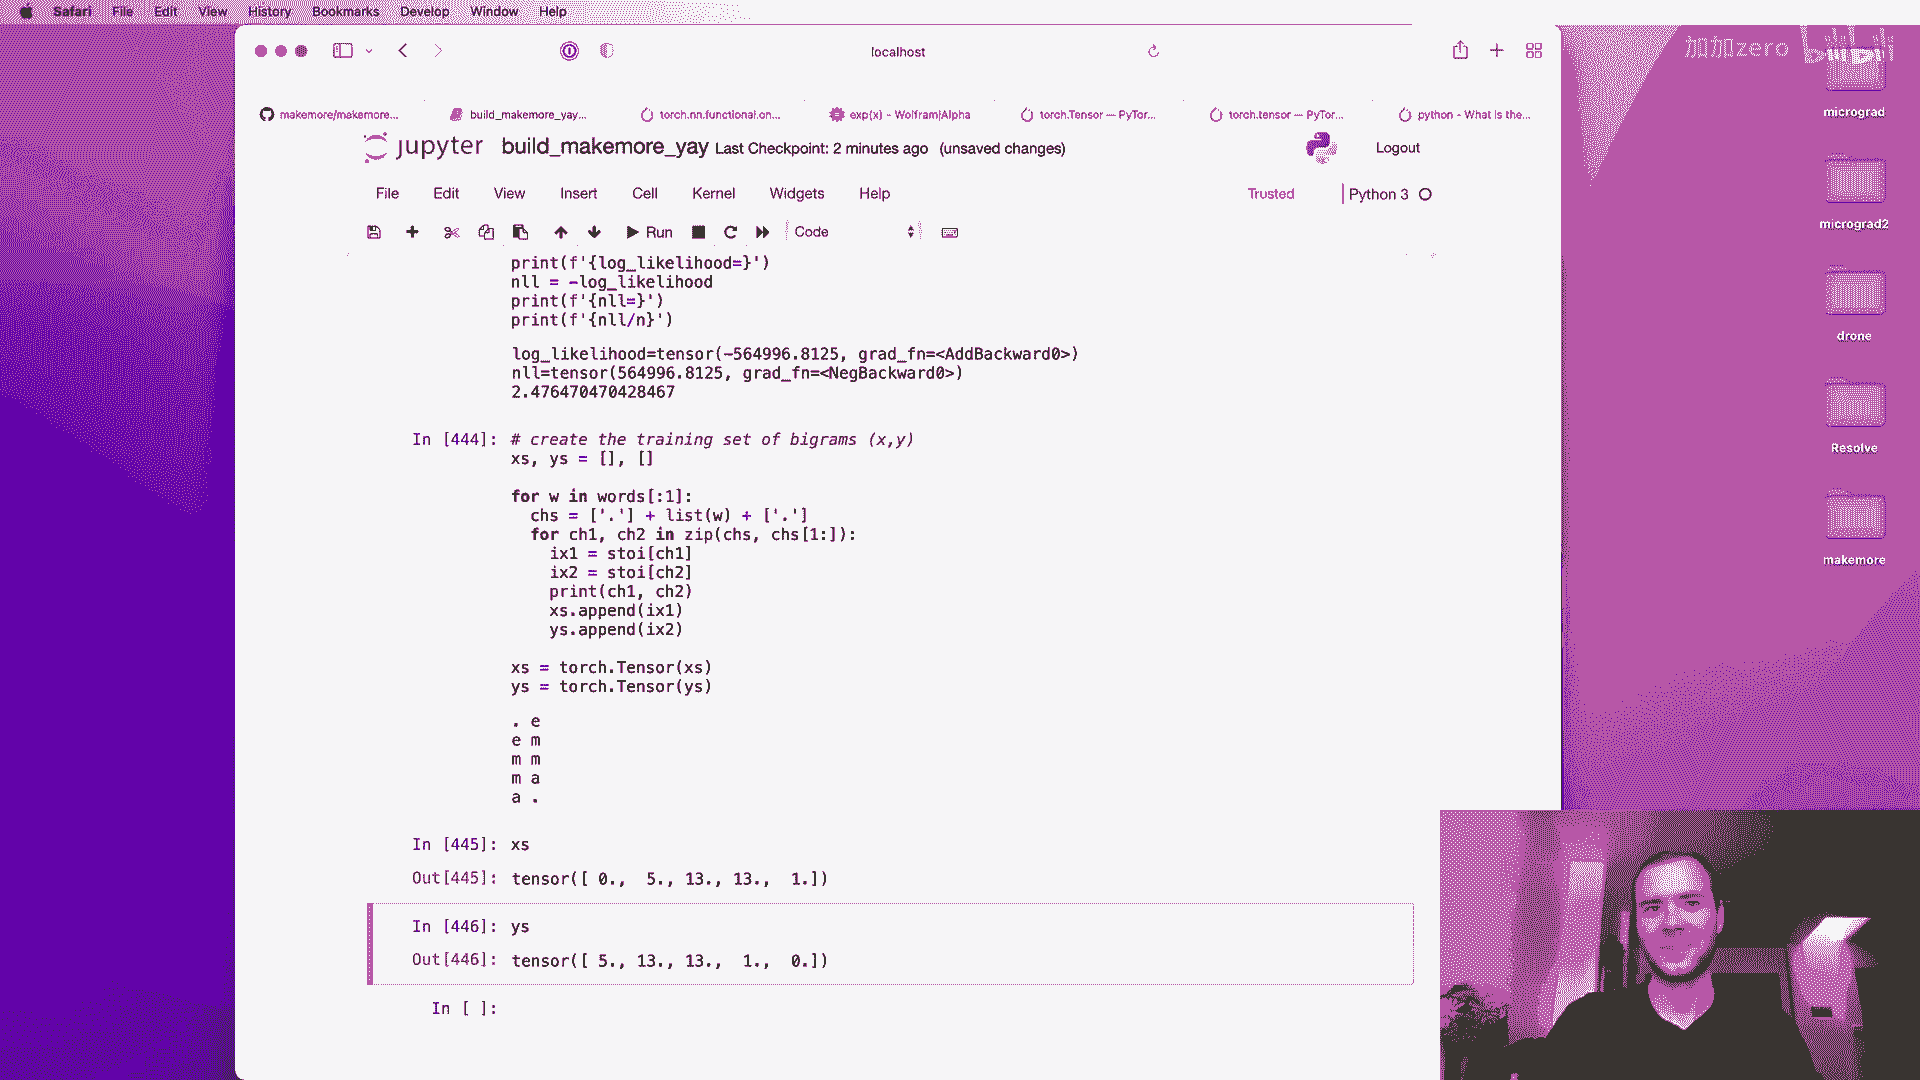 Safari File Edit View History Bookmarks Develop Window Help
加加zero bilibili
localhost
makemore/makemore... build_makemore_yay... torch.nn.functional.on... exp(x) - Wolfram|Alpha torch.Tensor — PyTor... torch.tensor — PyTor... python - What is the...
jupyter build_makemore_yay Last Checkpoint: 2 minutes ago (unsaved changes) Logout
File Edit View Insert Cell Kernel Widgets Help Trusted Python 3
Run Code
print(f'{log_likelihood=}')
nll = -log_likelihood
print(f'{nll=}')
print(f'{nll/n}')
log_likelihood=tensor(-564996.8125, grad_fn=<AddBackward0>)
nll=tensor(564996.8125, grad_fn=<NegBackward0>)
2.476470470428467
In [444]: # create the training set of bigrams (x,y)
xs, ys = [], []
for w in words[:1]:
chs = ['.'] + list(w) + ['.']
for ch1, ch2 in zip(chs, chs[1:]):
ix1 = stoi[ch1]
ix2 = stoi[ch2]
print(ch1, ch2)
xs.append(ix1)
ys.append(ix2)
xs = torch.Tensor(xs)
ys = torch.Tensor(ys)
. e
e m
m m
m a
a .
In [445]: xs
Out[445]: tensor([ 0., 5., 13., 13., 1.])
In [446]: ys
Out[446]: tensor([ 5., 13., 13., 1., 0.])
In [ ]:
micrograd
micrograd2
drone
Resolve
makemore